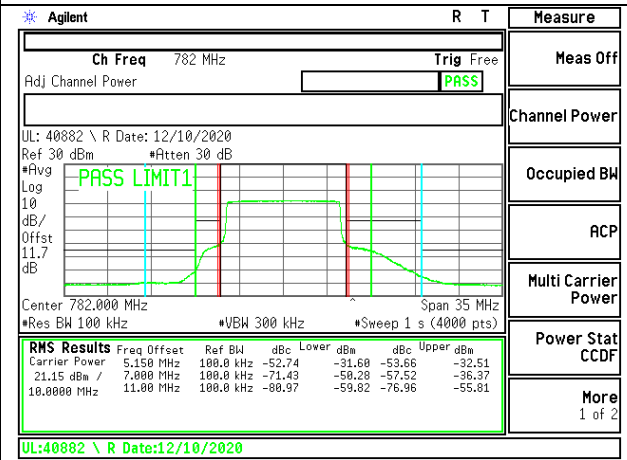 Agilent R T
Ch Freq 782 MHz Trig Free
Adj Channel Power PASS
UL: 40882 \ R Date: 12/10/2020
Ref 30 dBm #Atten 30 dB
#Avg
Log
10
dB/
Offst
11.7
dB
PASS LIMIT1
Center 782.000 MHz ^ Span 35 MHz
#Res BW 100 kHz #VBW 300 kHz #Sweep 1 s (4000 pts)
RMS Results Freq Offset Ref BW dBc Lower dBm dBc Upper dBm
Carrier Power 5.150 MHz 100.0 kHz -52.74 -31.60 -53.66 -32.51
21.15 dBm / 7.000 MHz 100.0 kHz -71.43 -50.28 -57.52 -36.37
10.0000 MHz 11.00 MHz 100.0 kHz -80.97 -59.82 -76.96 -55.81
UL:40882 \ R Date:12/10/2020
Measure
Meas Off
Channel Power
Occupied BW
ACP
Multi Carrier
Power
Power Stat
CCDF
More
1 of 2